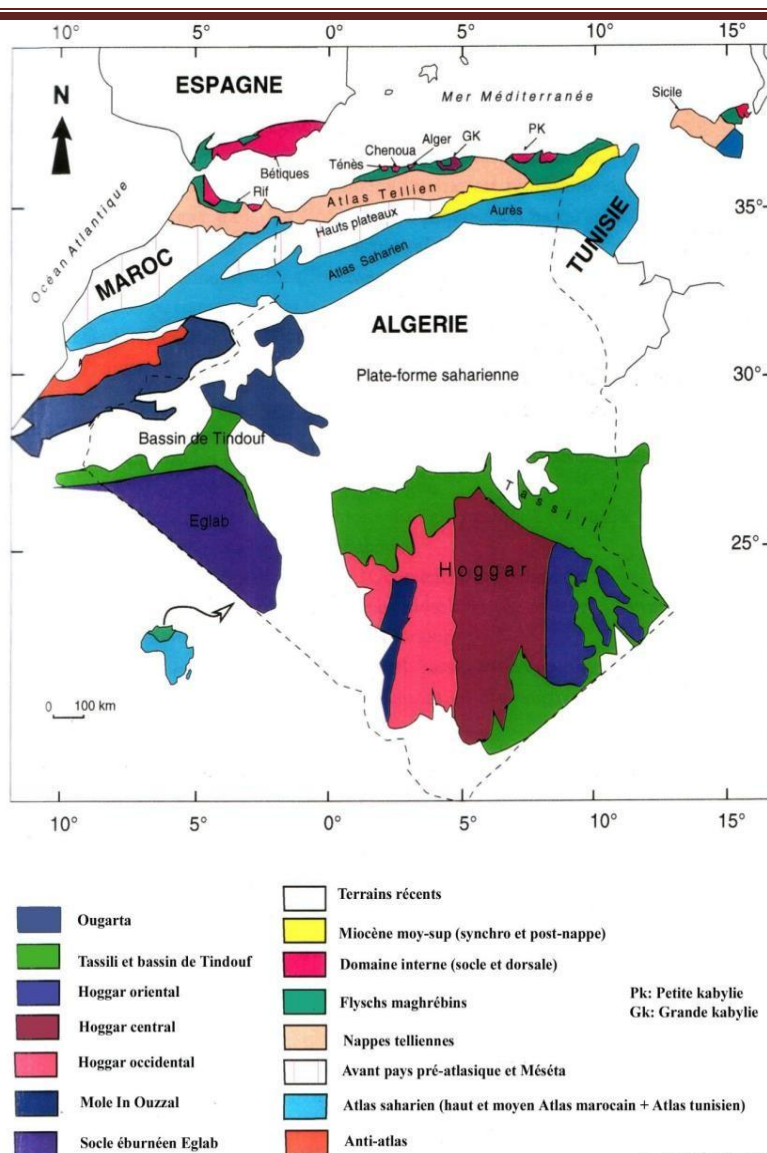 10° 5° 0° 5° 10° 15°
ESPAGNE
N
Mer Méditerranée
Sicile
Alger GK PK
Chenoua
Ténès
Bétiques
Rif
Océan Atlantique
Atlas Tellien
Hauts plateaux
Aurès
35° 35°
MAROC
Atlas Saharien
TUNISIE
ALGERIE
30° 30°
Plate-forme saharienne
Bassin de Tindouf
Tassili
Eglab
25° 25°
Hoggar
0 100 km
10° 5° 0° 5° 10° 15°
Ougarta
Tassili et bassin de Tindouf
Hoggar oriental
Hoggar central
Hoggar occidental
Mole In Ouzzal
Socle éburnéen Eglab
Terrains récents
Miocène moy-sup (synchro et post-nappe)
Domaine interne (socle et dorsale)
Flyschs maghrébins
Nappes telliennes
Avant pays pré-atlasique et Méséta
Atlas saharien (haut et moyen Atlas marocain + Atlas tunisien)
Anti-atlas
Pk: Petite kabylie
Gk: Grande kabylie